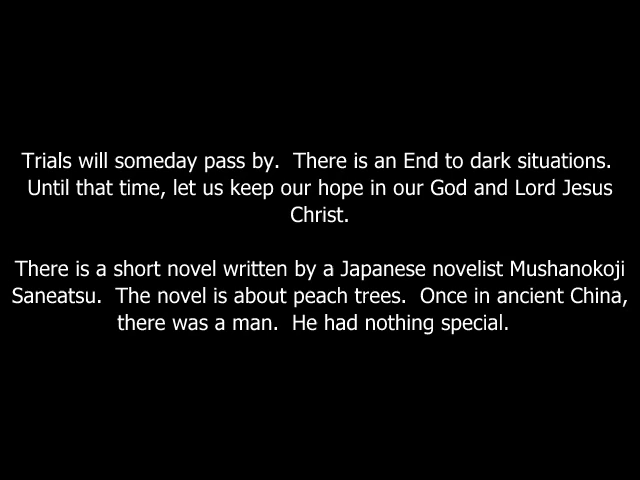 Trials will someday pass by.  There is an End to dark situations.
Until that time, let us keep our hope in our God and Lord Jesus
Christ.
There is a short novel written by a Japanese novelist Mushanokoji
Saneatsu.  The novel is about peach trees.  Once in ancient China,
there was a man.  He had nothing special.